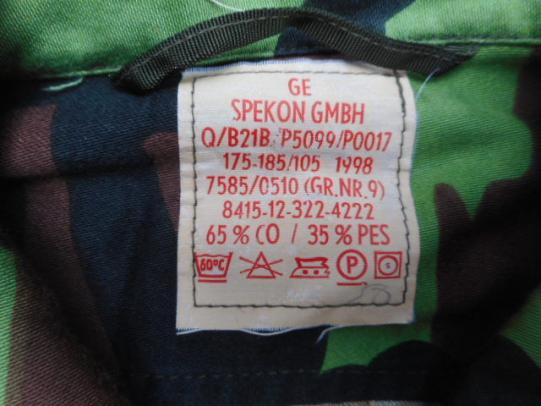 GE
SPEKON GMBH
Q/B21B. P5099/P0017
175-185/105 1998
7585/0510 (GR.NR.9)
8415-12-322-4222
65 % CO / 35 % PES
60°C P